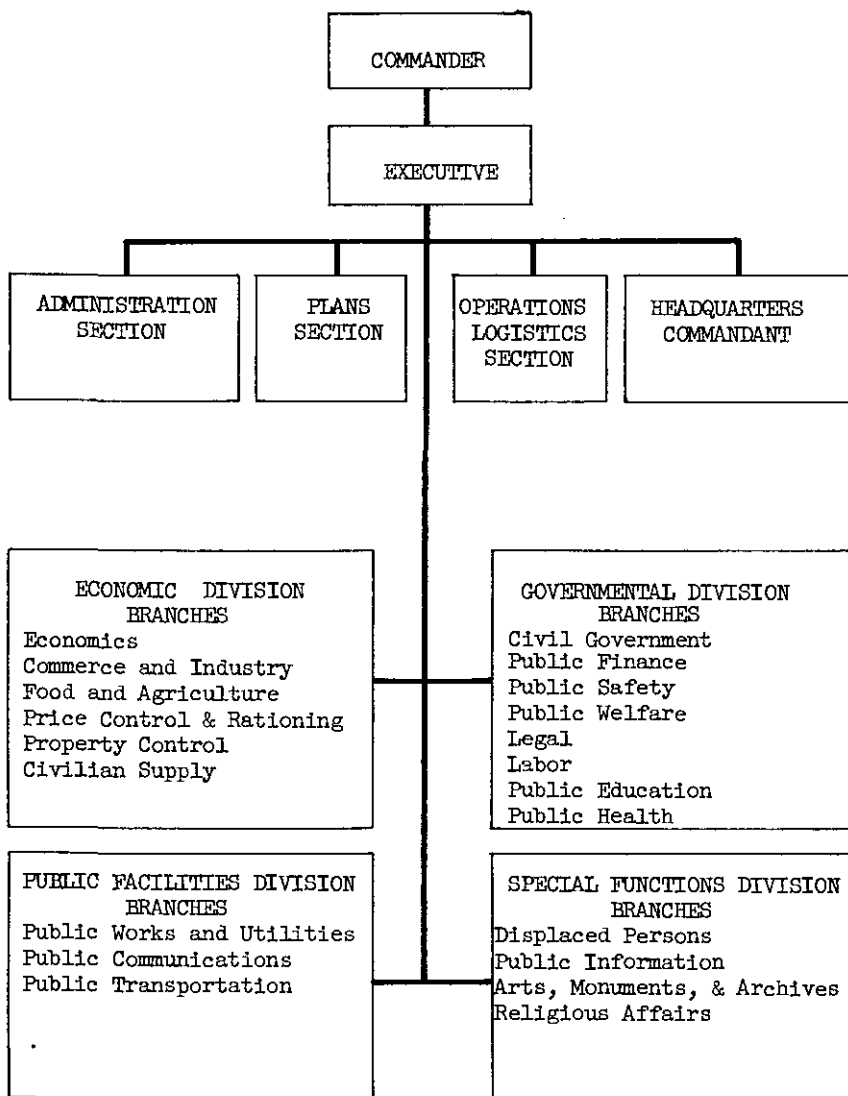 COMMANDER
EXECUTIVE
ADMINISTRATION
SECTION
PLANS
SECTION
OPERATIONS
LOGISTICS
SECTION
HEADQUARTERS
COMMANDANT
ECONOMIC DIVISION
BRANCHES
Economics
Commerce and Industry
Food and Agriculture
Price Control & Rationing
Property Control
Civilian Supply
GOVERNMENTAL DIVISION
BRANCHES
Civil Government
Public Finance
Public Safety
Public Welfare
Legal
Labor
Public Education
Public Health
PUBLIC FACILITIES DIVISION
BRANCHES
Public Works and Utilities
Public Communications
Public Transportation
SPECIAL FUNCTIONS DIVISION
BRANCHES
Displaced Persons
Public Information
Arts, Monuments, & Archives
Religious Affairs